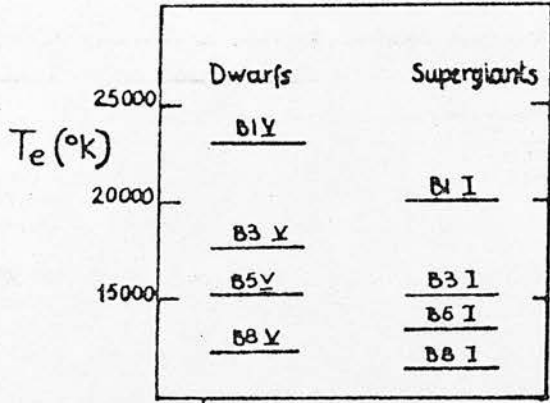 Dwarfs Supergiants
25000
B1 V
Te (°K)
20000
B1 I
B3 V
B5 V B3 I
15000
B6 I
B8 V
B8 I